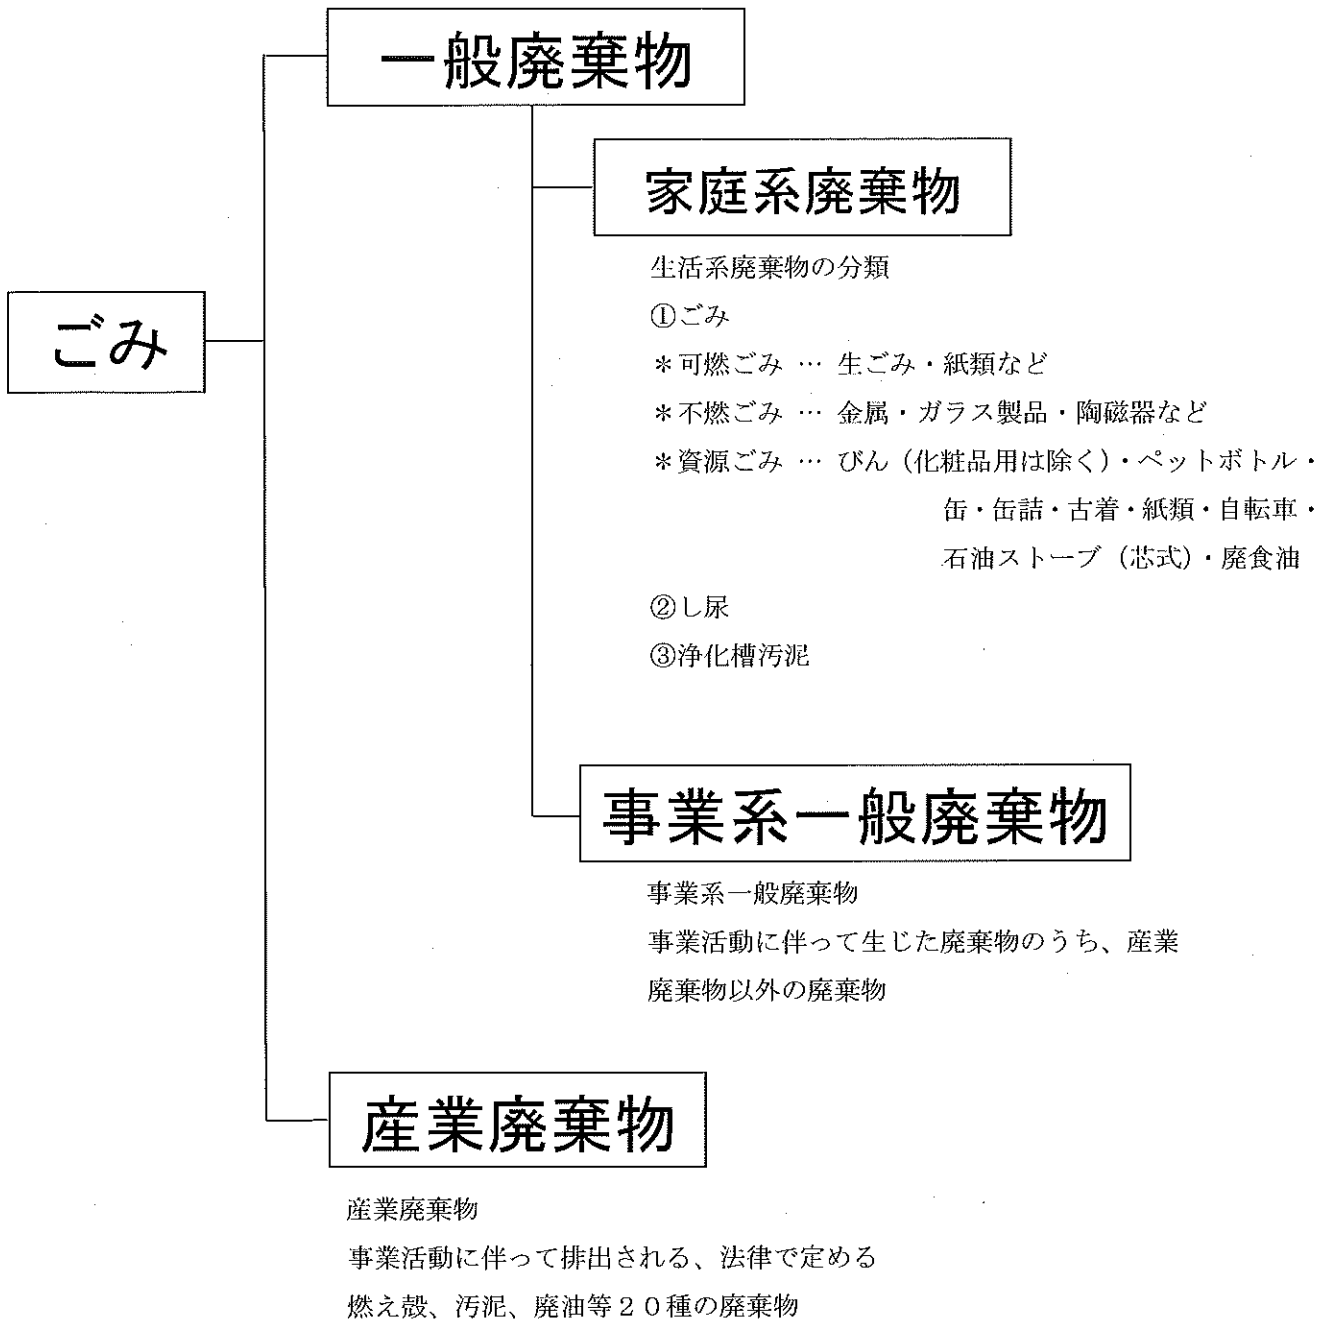 一般廃棄物
家庭系廃棄物
生活系廃棄物の分類
①ごみ
ごみ
＊可燃ごみ … 生ごみ・紙類など
＊不燃ごみ … 金属・ガラス製品・陶磁器など
＊資源ごみ … びん（化粧品用は除く）・ペットボトル・
缶・缶詰・古着・紙類・自転車・
石油ストーブ（芯式）・廃食油
②し尿
③浄化槽汚泥
事業系一般廃棄物
事業系一般廃棄物
事業活動に伴って生じた廃棄物のうち、産業
廃棄物以外の廃棄物
産業廃棄物
産業廃棄物
事業活動に伴って排出される、法律で定める
燃え殻、汚泥、廃油等２０種の廃棄物